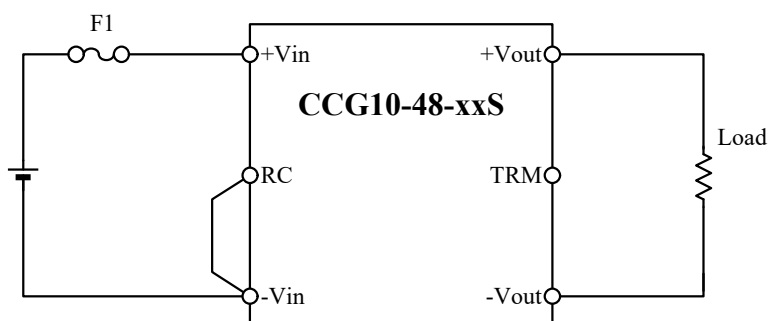 F1
+Vin
+Vout
CCG10-48-xxS
Load
RC
TRM
-Vin
-Vout